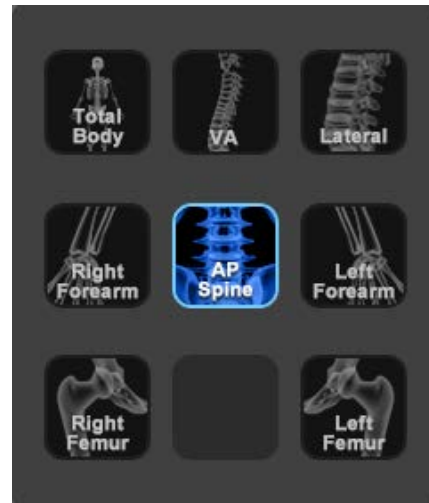 Total
Body
VA
Lateral
Right
Forearm
AP
Spine
Left
Forearm
Right
Femur
Left
Femur